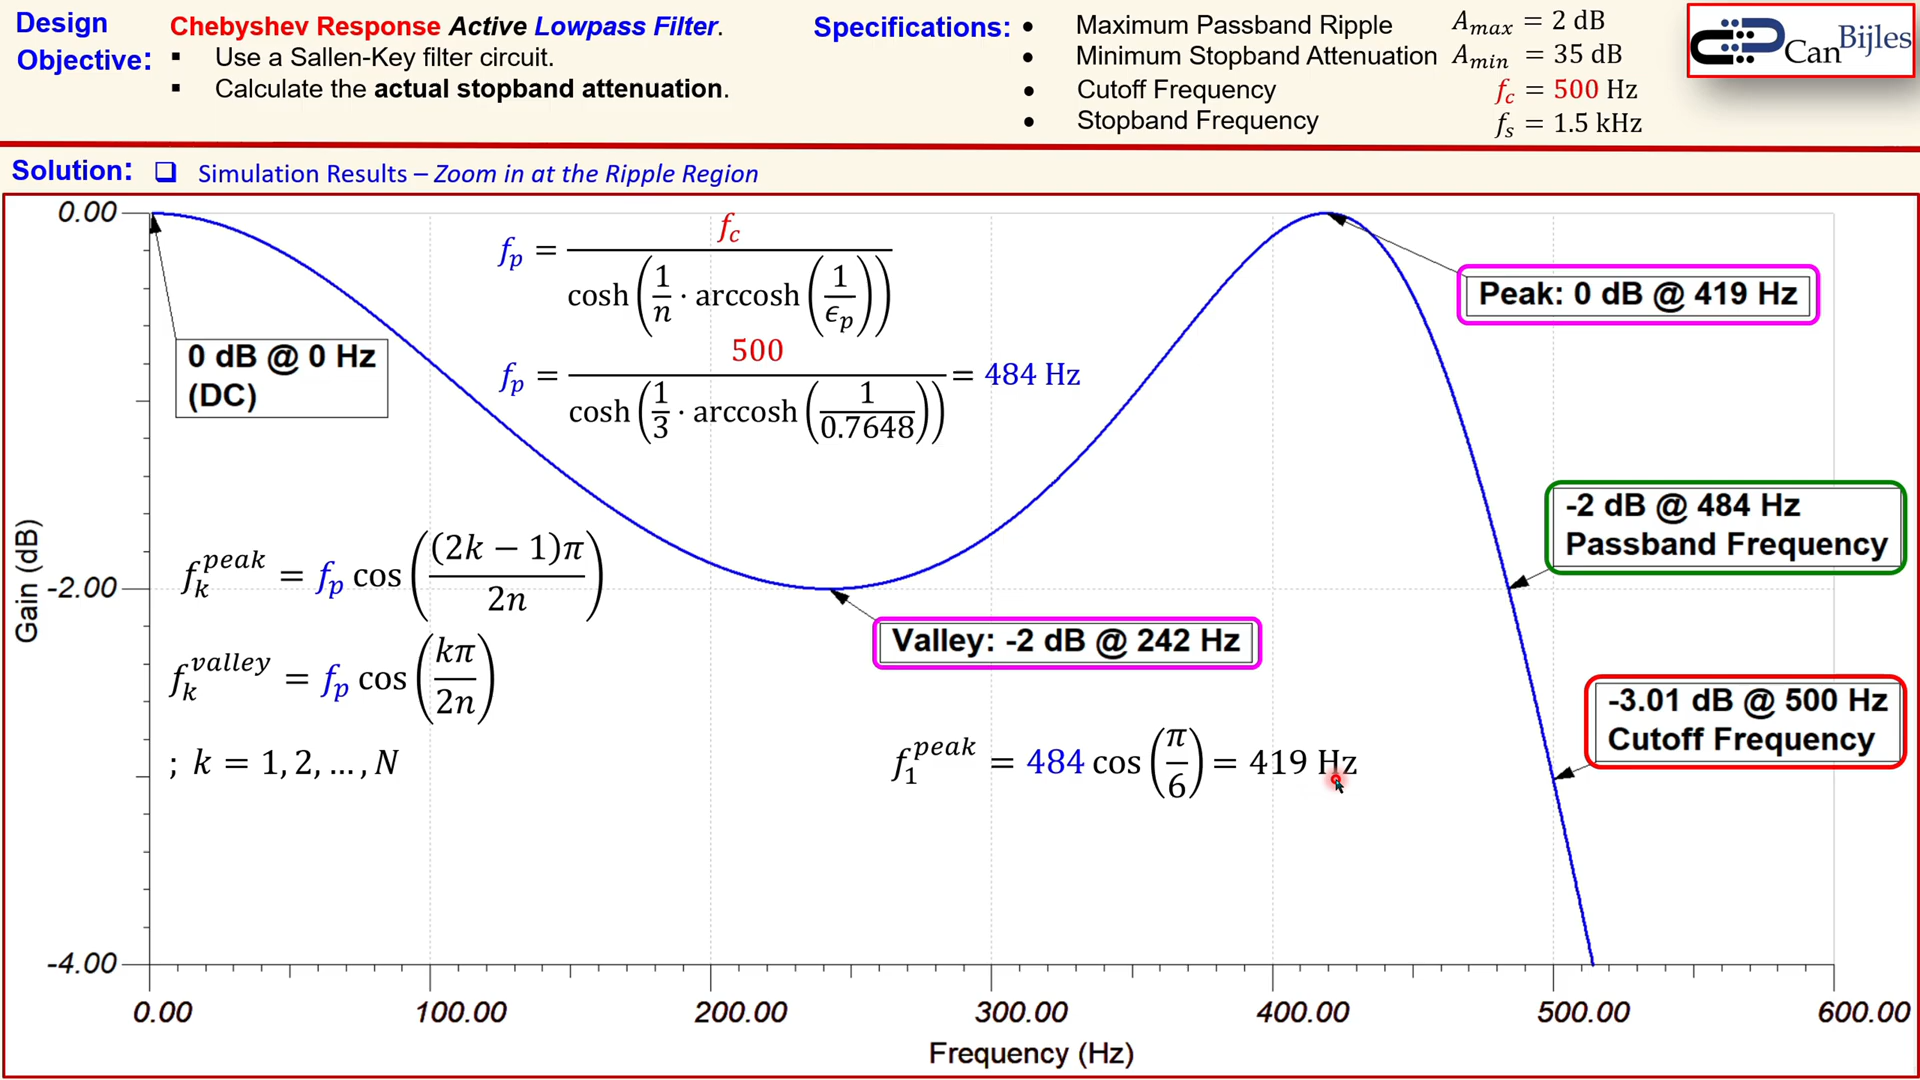 Design Objective:
Chebyshev Response Active Lowpass Filter.
▪ Use a Sallen-Key filter circuit.
▪ Calculate the actual stopband attenuation.
Specifications:
• Maximum Passband Ripple A_max = 2 dB
• Minimum Stopband Attenuation A_min = 35 dB
• Cutoff Frequency f_c = 500 Hz
• Stopband Frequency f_s = 1.5 kHz
CanBijles
Solution: ❑ Simulation Results – Zoom in at the Ripple Region
0.00
-2.00
-4.00
Gain (dB)
f_p = f_c / cosh(1/n · arccosh(1/ϵ_p))
f_p = 500 / cosh(1/3 · arccosh(1/0.7648)) = 484 Hz
0 dB @ 0 Hz
(DC)
Peak: 0 dB @ 419 Hz
-2 dB @ 484 Hz
Passband Frequency
f_k^peak = f_p cos((2k − 1)π / 2n)
Valley: -2 dB @ 242 Hz
f_k^valley = f_p cos(kπ / 2n)
-3.01 dB @ 500 Hz
Cutoff Frequency
; k = 1, 2, …, N
f_1^peak = 484 cos(π/6) = 419 Hz
0.00 100.00 200.00 300.00 400.00 500.00 600.00
Frequency (Hz)